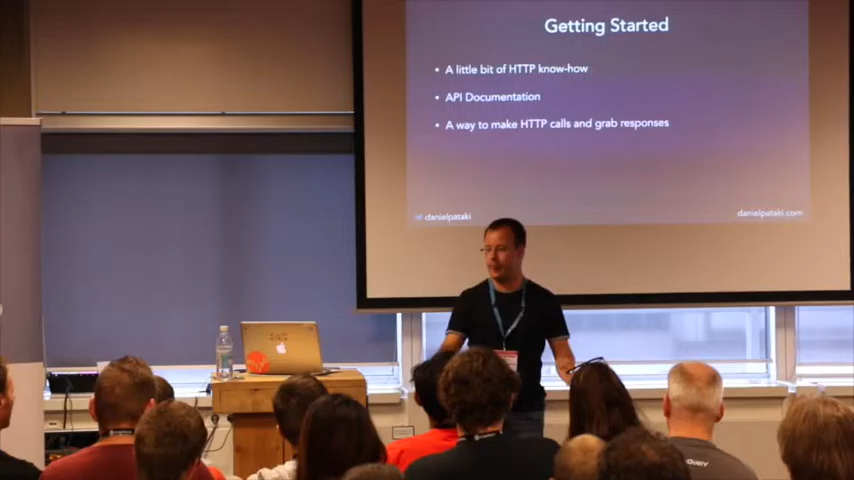 Getting Started
• A little bit of HTTP know-how
• API Documentation
• A way to make HTTP calls and grab responses
danielpataki
danielpataki.com